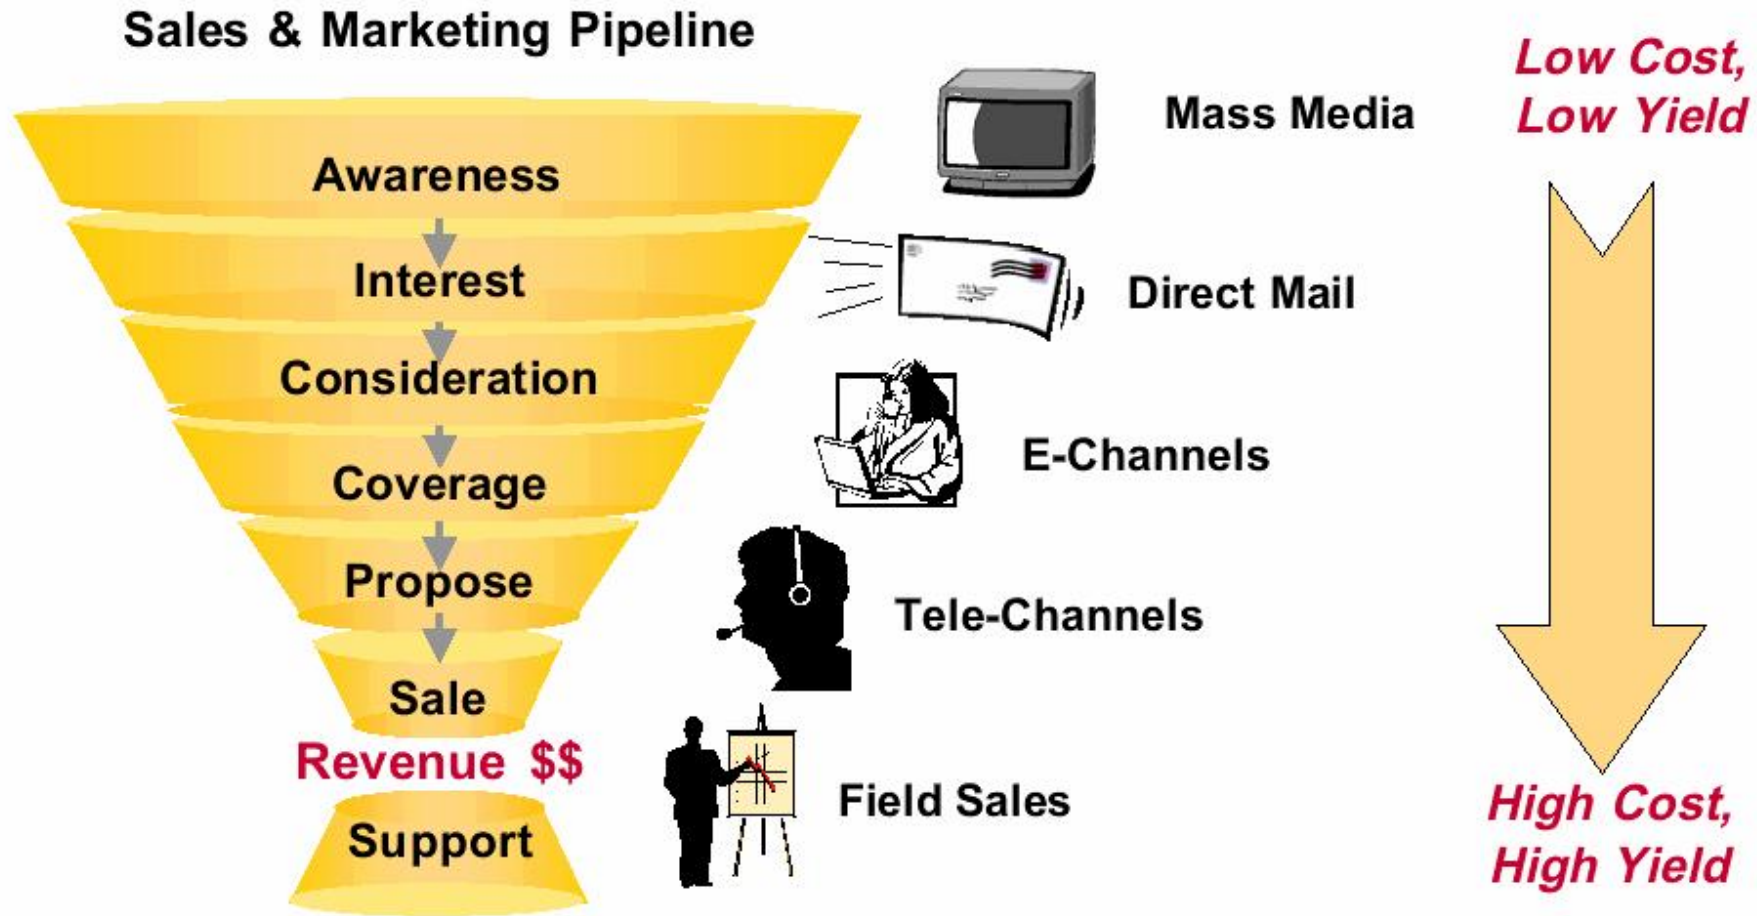 Sales & Marketing Pipeline
Awareness
Interest
Consideration
Coverage
Propose
Sale
Revenue $$
Support
Mass Media
Direct Mail
E-Channels
Tele-Channels
Field Sales
Low Cost,
Low Yield
High Cost,
High Yield